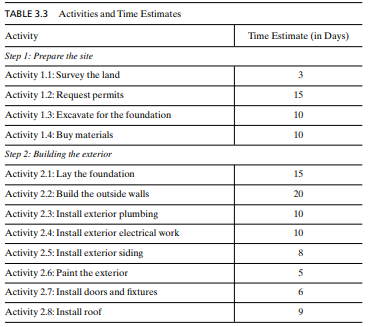 TABLE 3.3 Activities and Time Estimates
Activity Time Estimate (in Days)
Step 1: Prepare the site
Activity 1.1: Survey the land 3
Activity 1.2: Request permits 15
Activity 1.3: Excavate for the foundation 10
Activity 1.4: Buy materials 10
Step 2: Building the exterior
Activity 2.1: Lay the foundation 15
Activity 2.2: Build the outside walls 20
Activity 2.3: Install exterior plumbing 10
Activity 2.4: Install exterior electrical work 10
Activity 2.5: Install exterior siding 8
Activity 2.6: Paint the exterior 5
Activity 2.7: Install doors and fixtures 6
Activity 2.8: Install roof 9